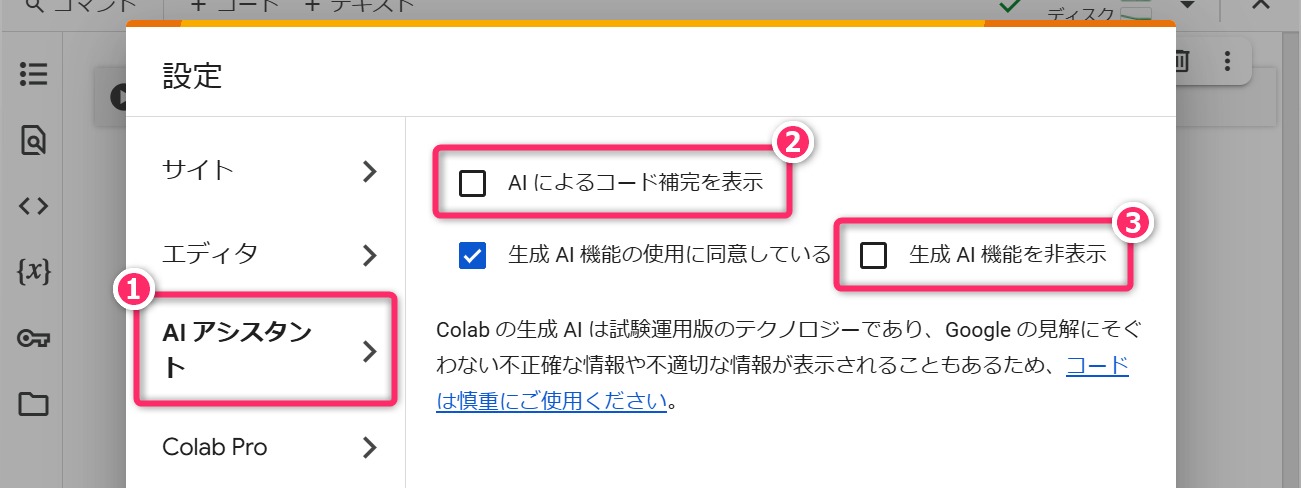 コマンド + コード + テキスト
ディスク
設定
サイト
エディタ
1
AI アシスタン
ト
Colab Pro
2
AI によるコード補完を表示
3
生成 AI 機能の使用に同意している 生成 AI 機能を非表示
Colab の生成 AI は試験運用版のテクノロジーであり、Google の見解にそぐ
わない不正確な情報や不適切な情報が表示されることもあるため、コード
は慎重にご使用ください。